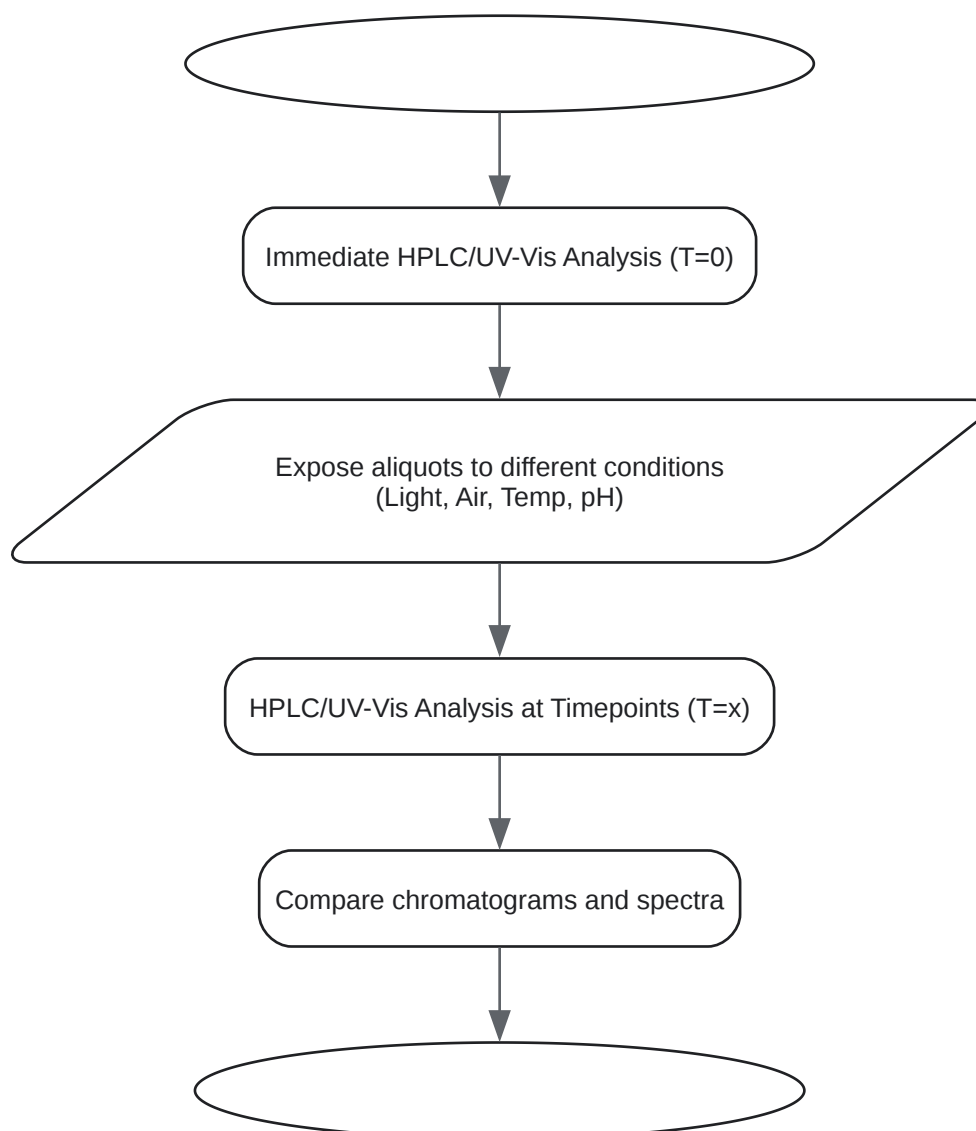 Immediate HPLC/UV-Vis Analysis (T=0)
Expose aliquots to different conditions
(Light, Air, Temp, pH)
HPLC/UV-Vis Analysis at Timepoints (T=x)
Compare chromatograms and spectra